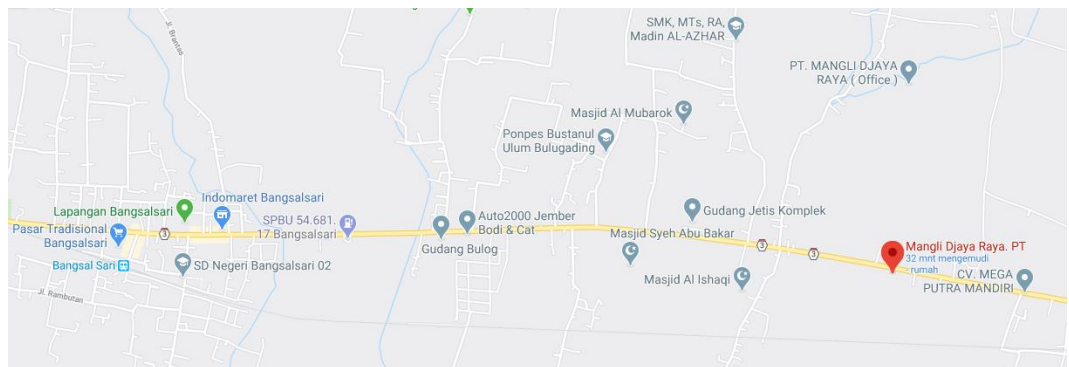 SMK, MTs, RA,
Madin AL-AZHAR
Jl. Brantas
PT. MANGLI DJAYA
RAYA ( Office )
Masjid Al Mubarok
Ponpes Bustanul
Ulum Bulugading
Indomaret Bangsalsari
Lapangan Bangsalsari
SPBU 54.681.
17 Bangsalsari
Auto2000 Jember
Bodi & Cat
Gudang Jetis Komplek
Pasar Tradisional
Bangsalsari
3
Gudang Bulog
Masjid Syeh Abu Bakar
3
3
Mangli Djaya Raya. PT
32 mnt mengemudi
- rumah
Bangsal Sari
SD Negeri Bangsalsari 02
Masjid Al Ishaqi
CV. MEGA
PUTRA MANDIRI
Jl. Rambutan